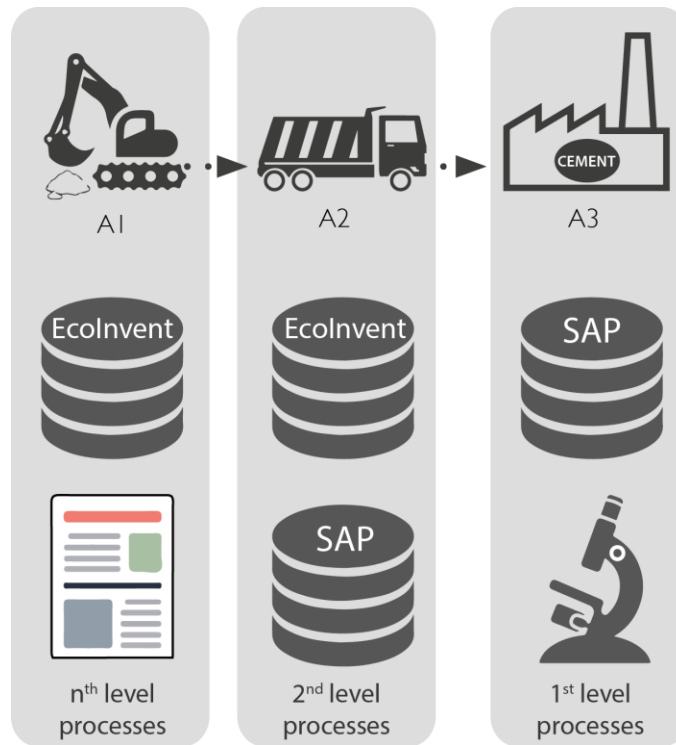 CEMENT
A1
A2
A3
EcoInvent
EcoInvent
SAP
SAP
nth level
processes
2nd level
processes
1st level
processes